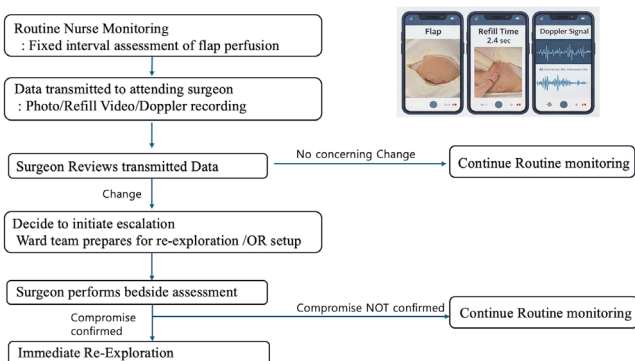 Routine Nurse Monitoring
: Fixed interval assessment of flap perfusion
Flap
Refill Time
2.4 sec
Doppler Signal
Data transmitted to attending surgeon
: Photo/Refill Video/Doppler recording
Surgeon Reviews transmitted Data
No concerning Change
Continue Routine monitoring
Change
Decide to initiate escalation
Ward team prepares for re-exploration /OR setup
Surgeon performs bedside assessment
Compromise NOT confirmed
Continue Routine monitoring
Compromise
confirmed
Immediate Re-Exploration